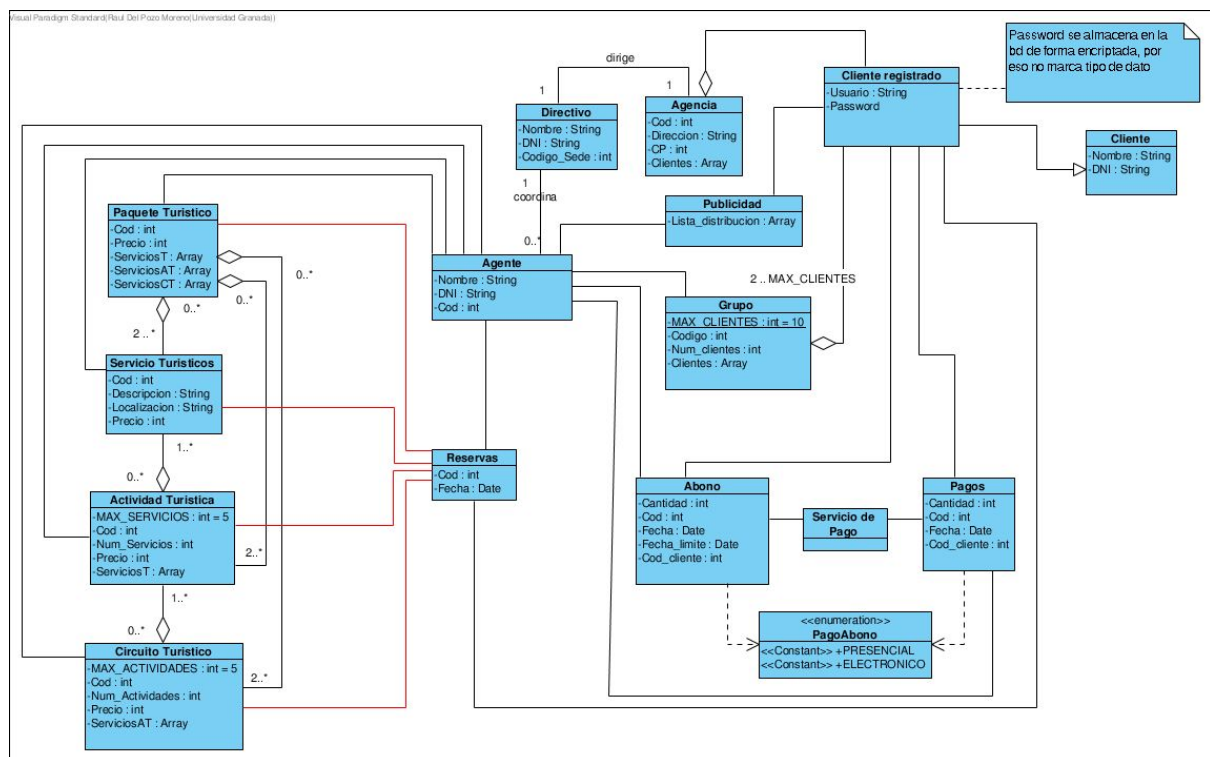 Visual Paradigm Standard(Raul Del Pozo Moreno(Universidad Granada))
Password se almacena en la
bd de forma encriptada, por
eso no marca tipo de dato
dirige
1
1
Directivo
-Nombre : String
-DNI : String
-Codigo_Sede : int
Agencia
-Cod : int
-Direccion : String
-CP : int
-Clientes : Array
Cliente registrado
-Usuario : String
-Password
Cliente
-Nombre : String
-DNI : String
1
coordina
0..*
Publicidad
-Lista_distribucion : Array
Paquete Turistico
-Cod : int
-Precio : int
-ServiciosT : Array
-ServiciosAT : Array
-ServiciosCT : Array
0..*
0..*
0..*
2 ..*
Agente
-Nombre : String
-DNI : String
-Cod : int
2 .. MAX_CLIENTES
Grupo
-MAX_CLIENTES : int = 10
-Codigo : int
-Num_clientes : int
-Clientes : Array
Servicio Turisticos
-Cod : int
-Descripcion : String
-Localizacion : String
-Precio : int
1..*
0..*
Reservas
-Cod : int
-Fecha : Date
Actividad Turistica
-MAX_SERVICIOS : int = 5
-Cod : int
-Num_Servicios : int
-Precio : int
-ServiciosT : Array
2..*
1..*
0..*
Abono
-Cantidad : int
-Cod : int
-Fecha : Date
-Fecha_limite : Date
-Cod_cliente : int
Servicio de
Pago
Pagos
-Cantidad : int
-Cod : int
-Fecha : Date
-Cod_cliente : int
Circuito Turistico
-MAX_ACTIVIDADES : int = 5
-Cod : int
-Num_Actividades : int
-Precio : int
-ServiciosAT : Array
2..*
<<enumeration>>
PagoAbono
<<Constant>> +PRESENCIAL
<<Constant>> +ELECTRONICO